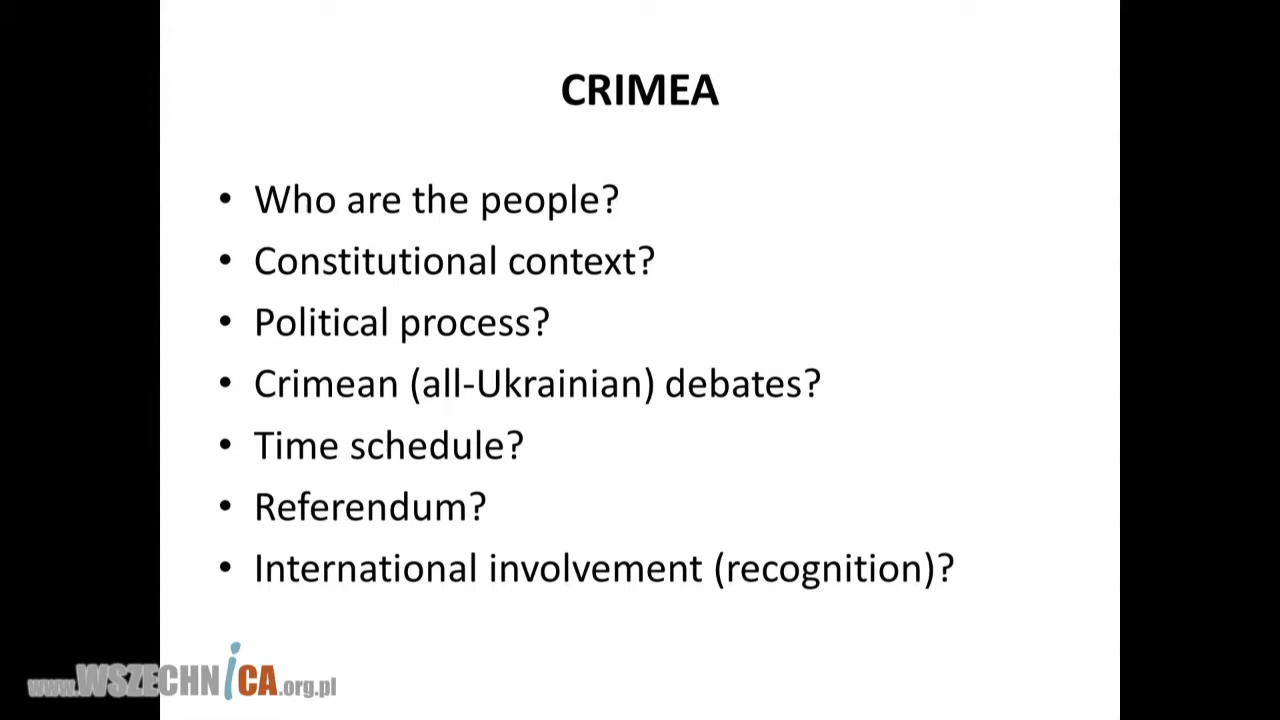 CRIMEA
• Who are the people?
• Constitutional context?
• Political process?
• Crimean (all-Ukrainian) debates?
• Time schedule?
• Referendum?
• International involvement (recognition)?
www.WSZECHNiCA.org.pl